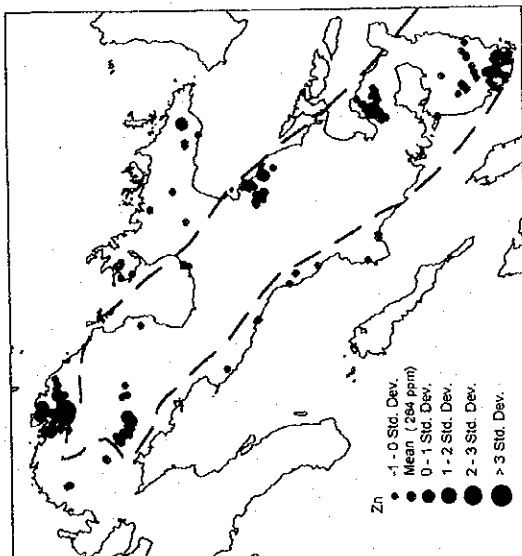 Zn
-1 - 0 Std. Dev.
Mean ( 264 ppm)
0 - 1 Std. Dev.
1 - 2 Std. Dev.
2 - 3 Std. Dev.
> 3 Std. Dev.